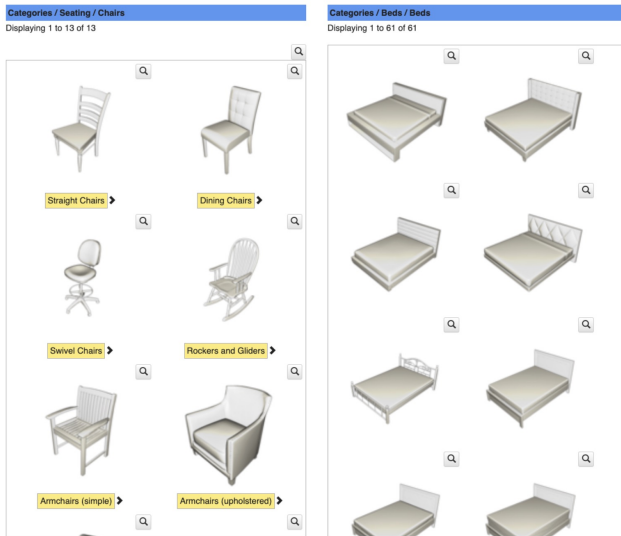 Categories / Seating / Chairs
Displaying 1 to 13 of 13
Straight Chairs
Dining Chairs
Swivel Chairs
Rockers and Gliders
Armchairs (simple)
Armchairs (upholstered)
Categories / Beds / Beds
Displaying 1 to 61 of 61